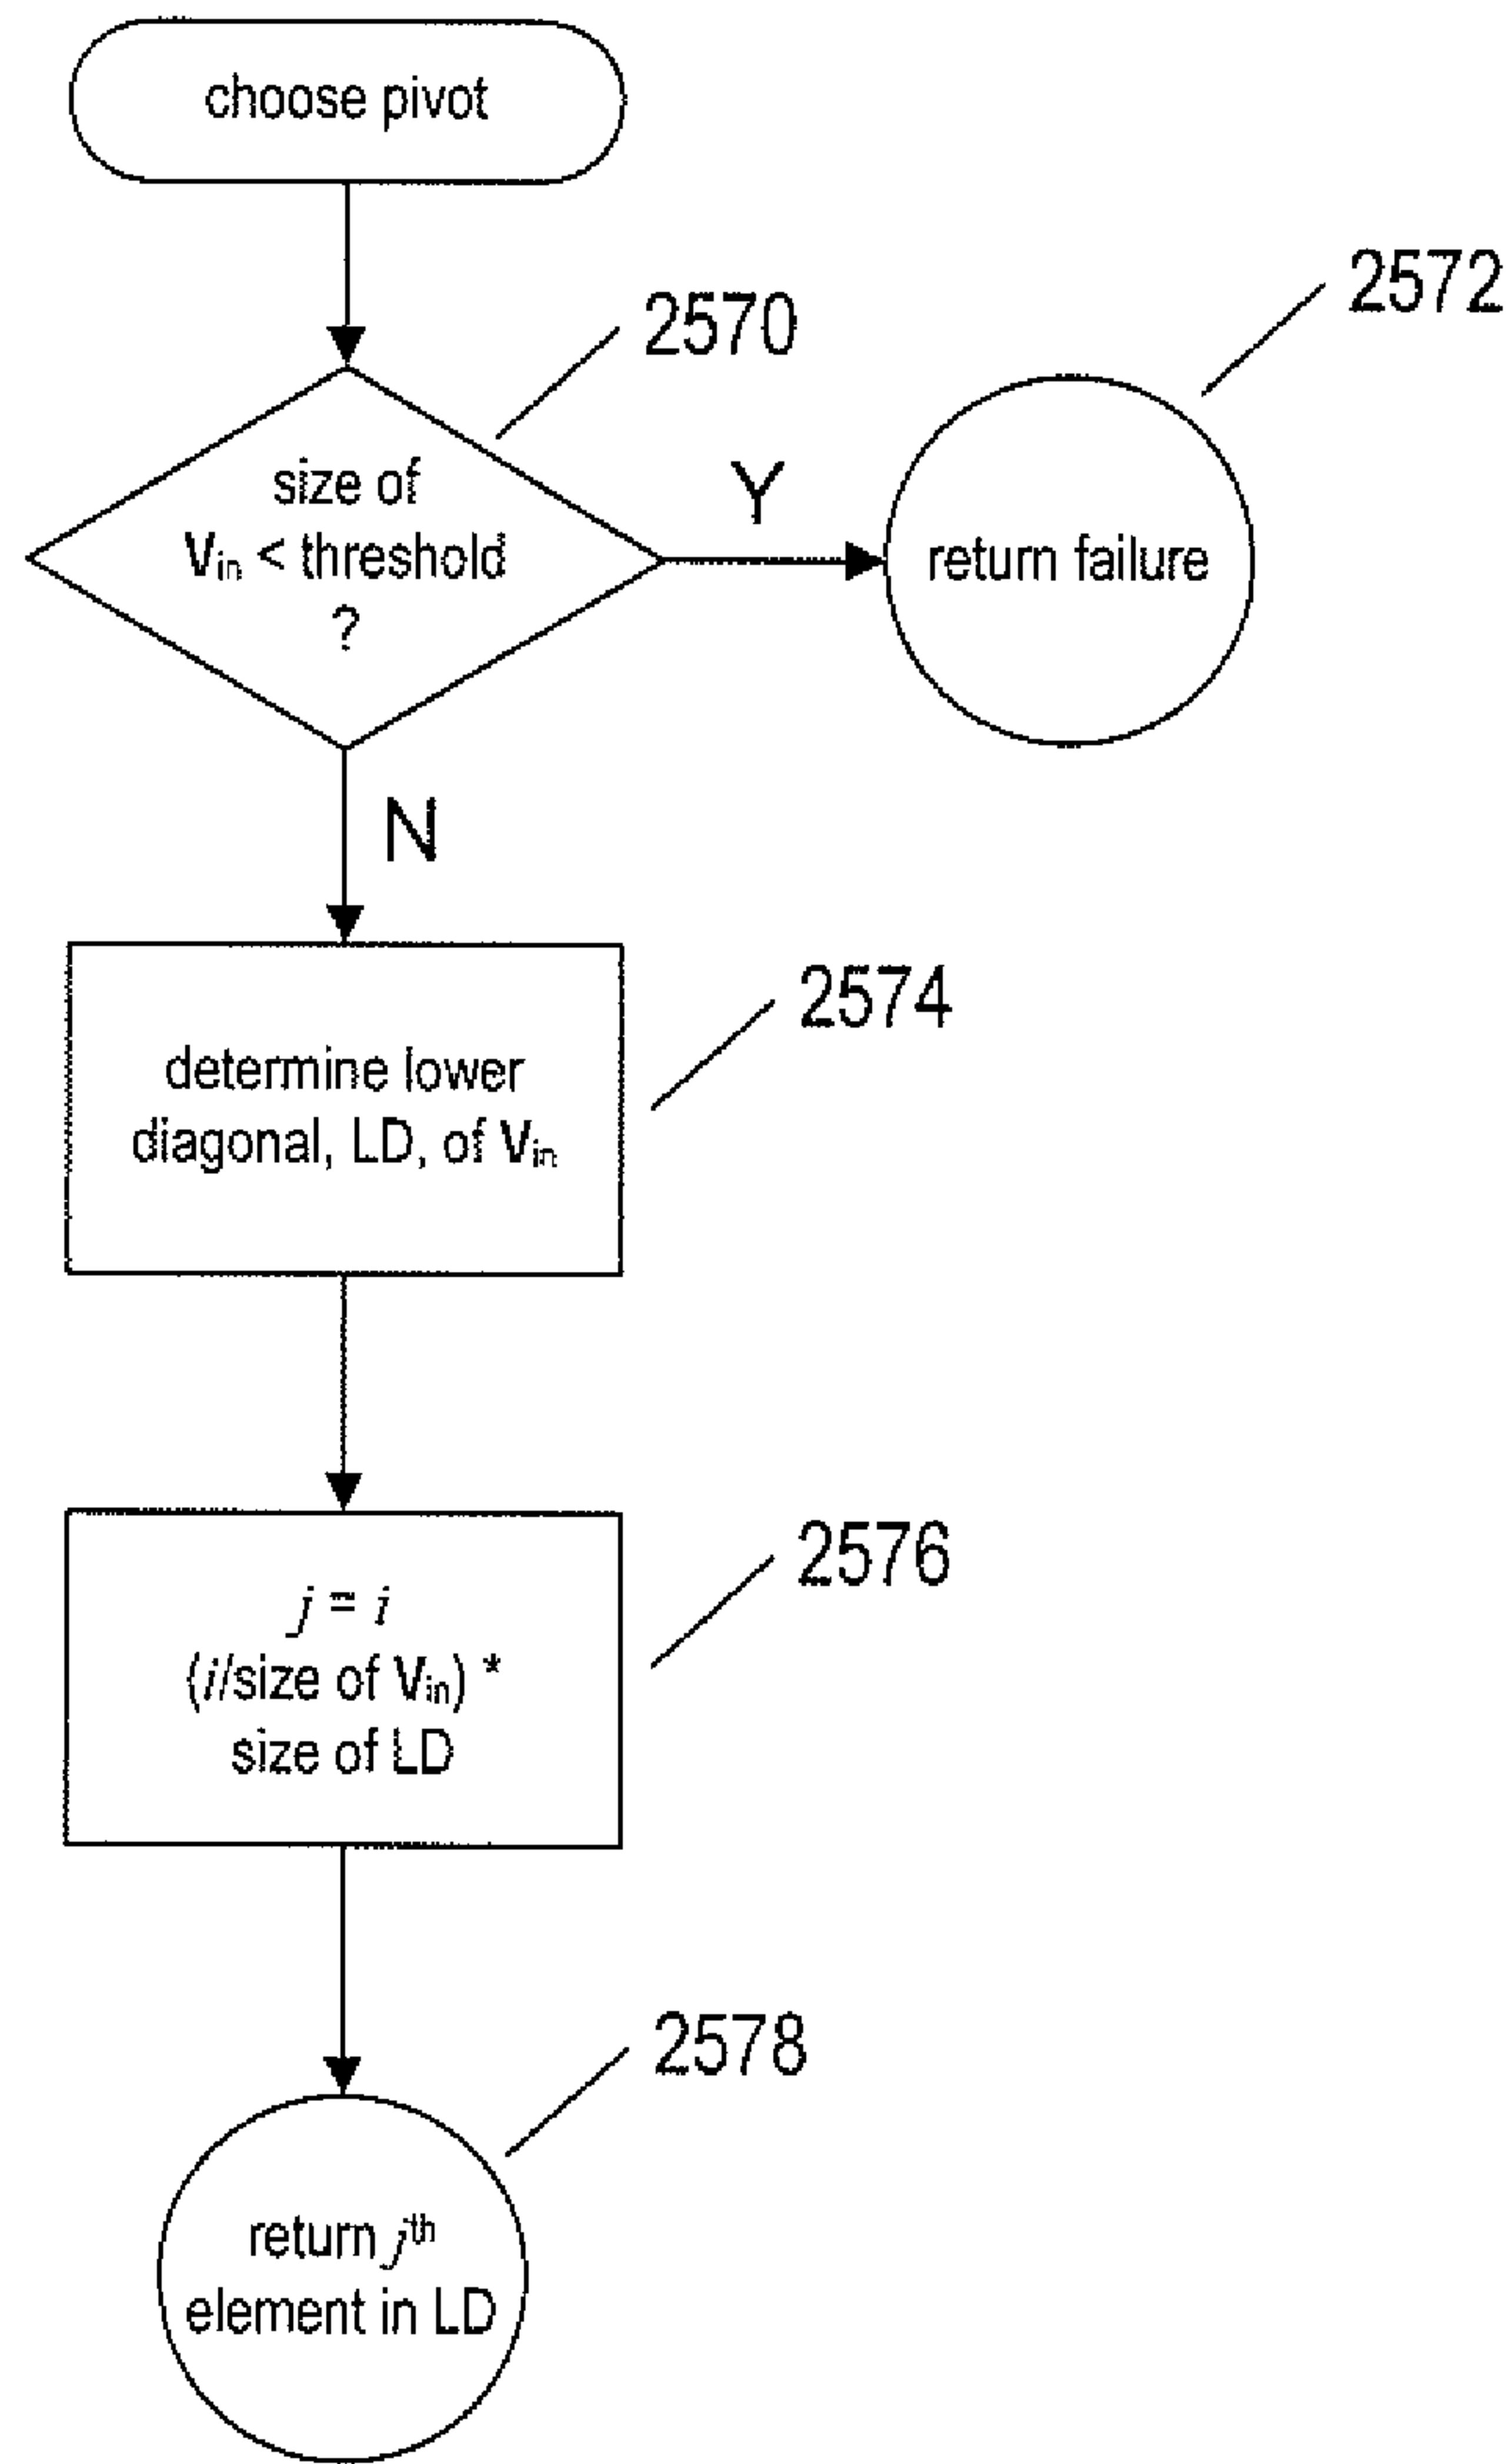 choose pivot
2572
2570
size of
Vin < threshold
?
Y
return failure
N
2574
determine lower
diagonal, LD, of Vin
2576
j = i
(i/size of Vin) *
size of LD
2578
return jth
element in LD